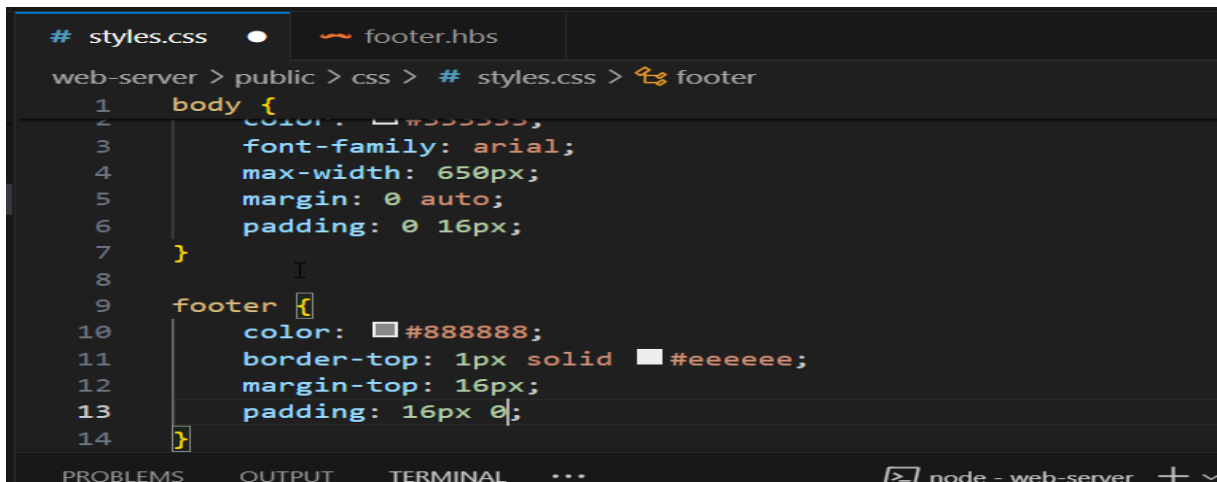 # styles.css ● footer.hbs
web-server > public > css > # styles.css > footer
1 body {
2 color: #333333;
3 font-family: arial;
4 max-width: 650px;
5 margin: 0 auto;
6 padding: 0 16px;
7 }
8
9 footer {
10 color: #888888;
11 border-top: 1px solid #eeeeee;
12 margin-top: 16px;
13 padding: 16px 0;
14 }
PROBLEMS OUTPUT TERMINAL ··· node - web-server +